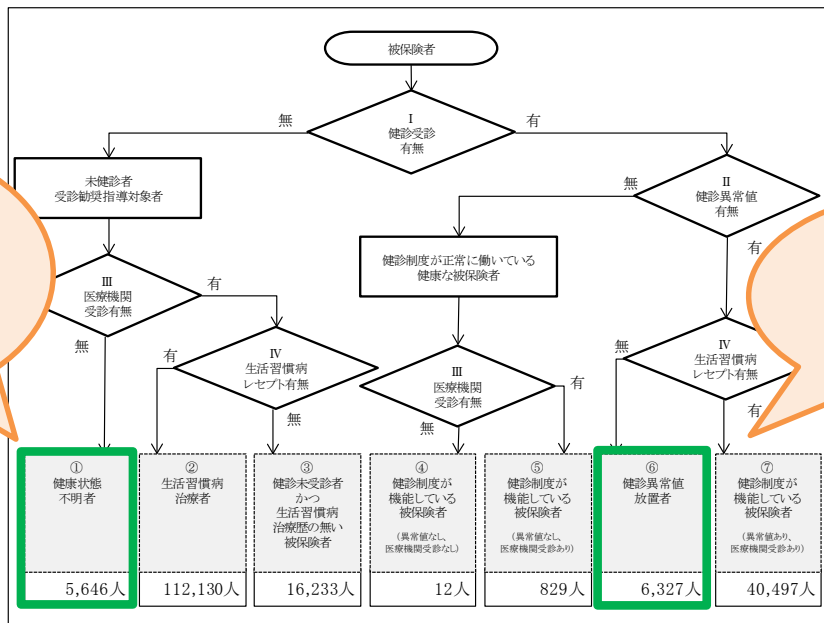 被保険者
Ⅰ
健診受診
有無
無
有
未健診者
受診勧奨指導対象者
Ⅱ
健診異常値
有無
無
有
健診制度が正常に働いている
健康な被保険者
Ⅲ
医療機関
受診有無
有
無
Ⅳ
生活習慣病
レセプト有無
有
無
Ⅲ
医療機関
受診有無
有
無
Ⅳ
生活習慣病
レセプト有無
無
有
①
健康状態
不明者
5,646人
②
生活習慣病
治療者
112,130人
③
健診未受診者
かつ
生活習慣病
治療歴の無い
被保険者
16,233人
④
健診制度が
機能している
被保険者
(異常値なし、
医療機関受診なし)
12人
⑤
健診制度が
機能している
被保険者
(異常値なし、
医療機関受診あり)
829人
⑥
健診異常値
放置者
6,327人
⑦
健診制度が
機能している
被保険者
(異常値あり、
医療機関受診あり)
40,497人